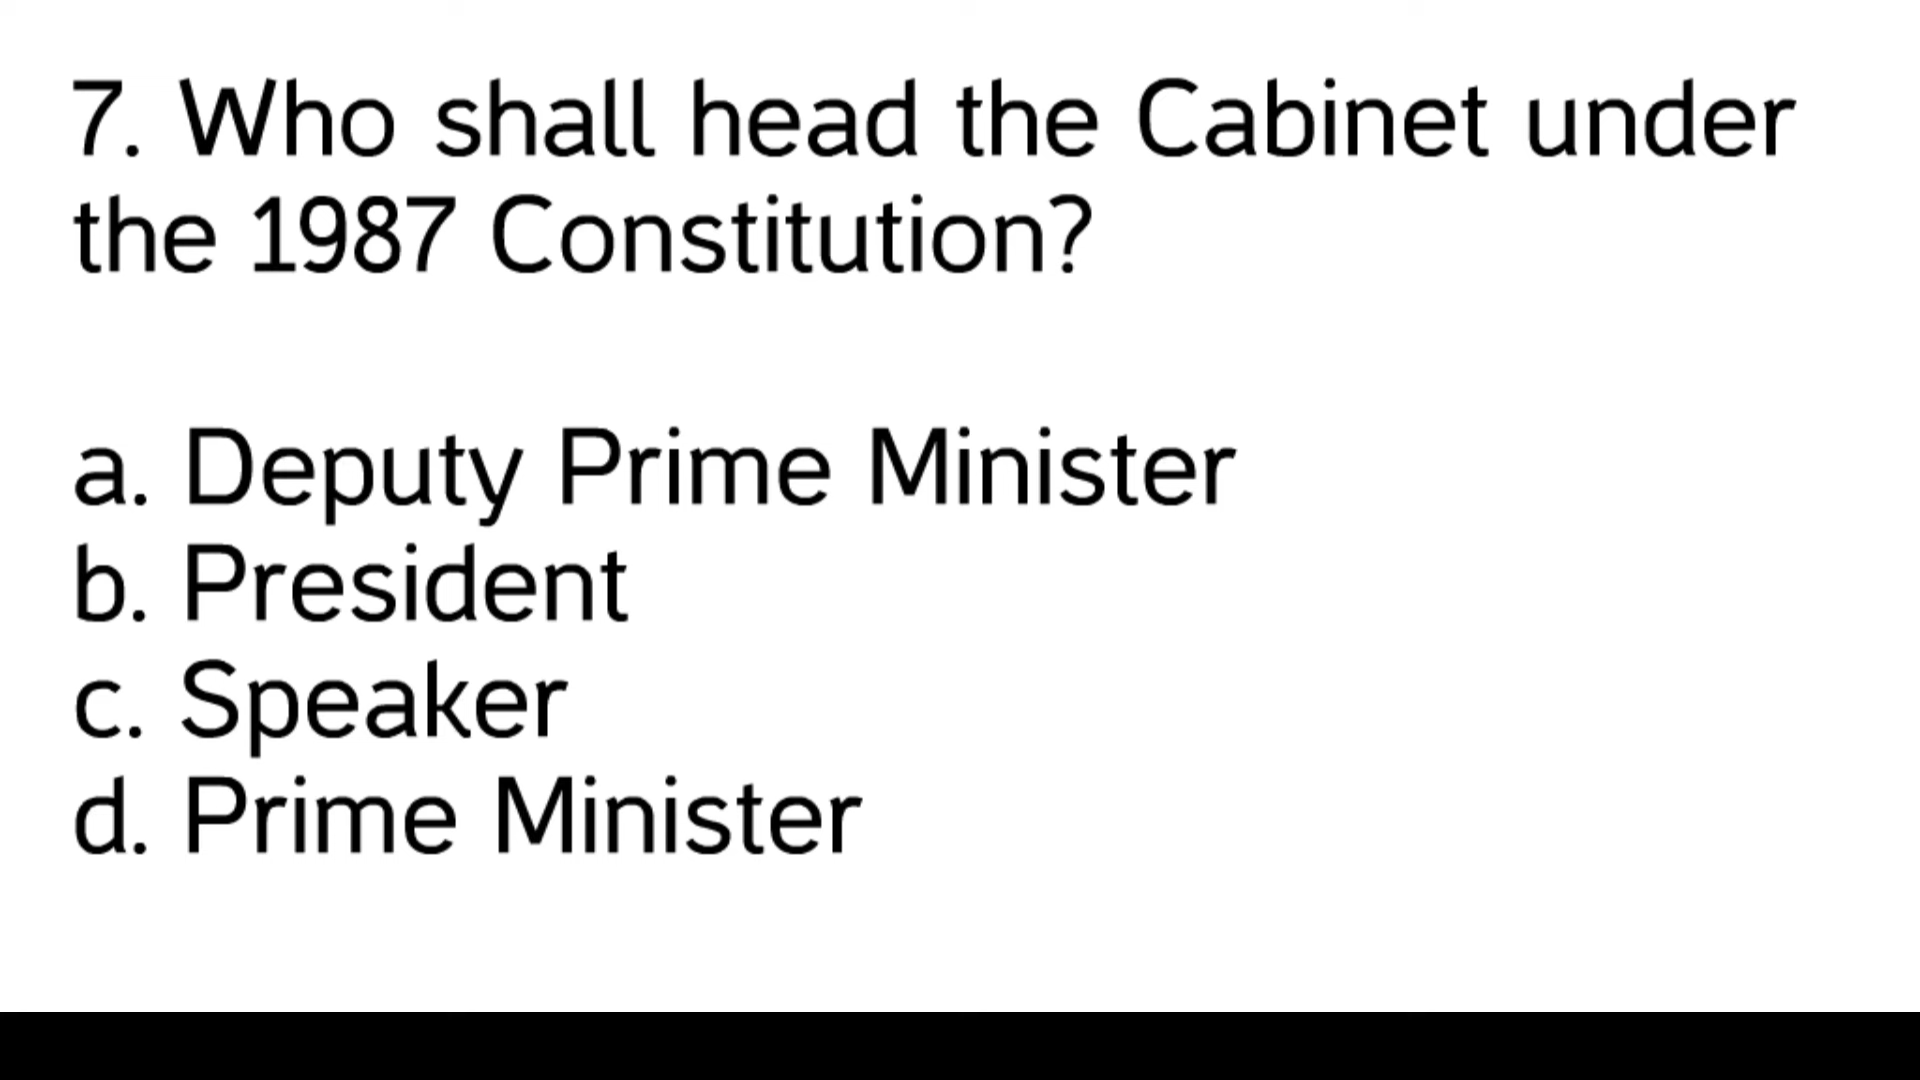 7. Who shall head the Cabinet under
the 1987 Constitution?
a. Deputy Prime Minister
b. President
c. Speaker
d. Prime Minister